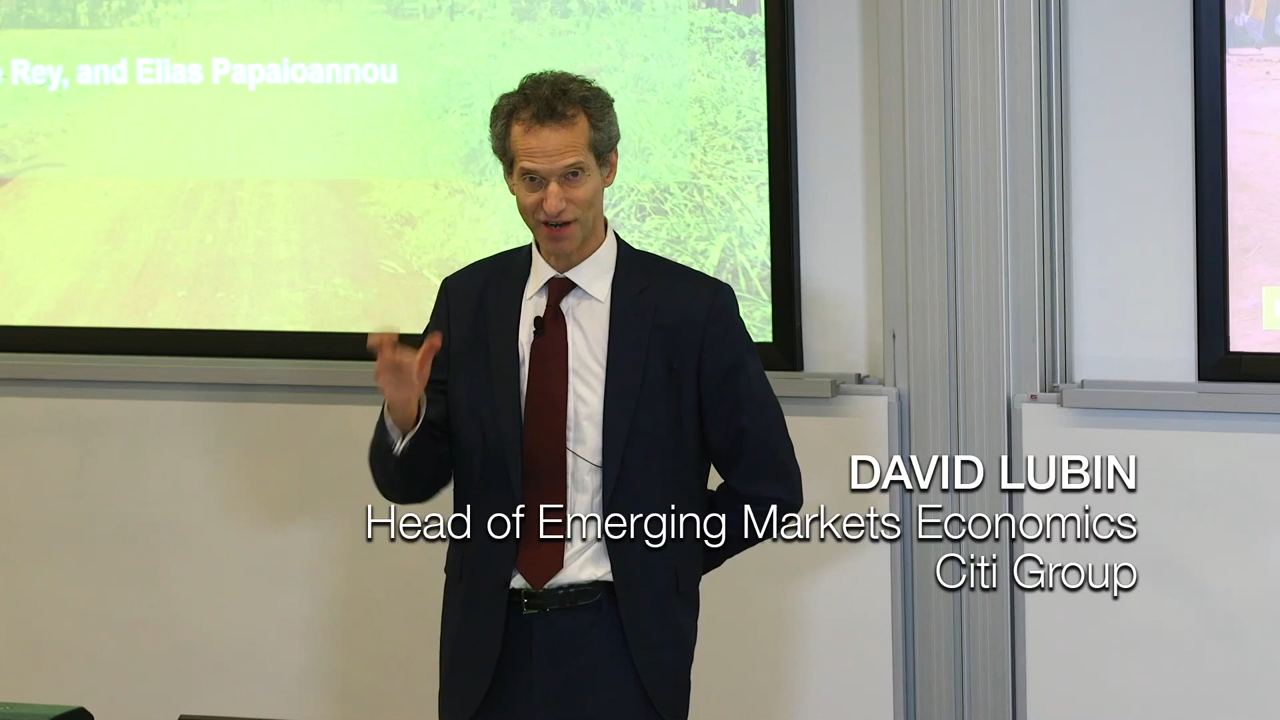 Rey, and Elias Papaioannou
DAVID LUBIN
Head of Emerging Markets Economics
Citi Group